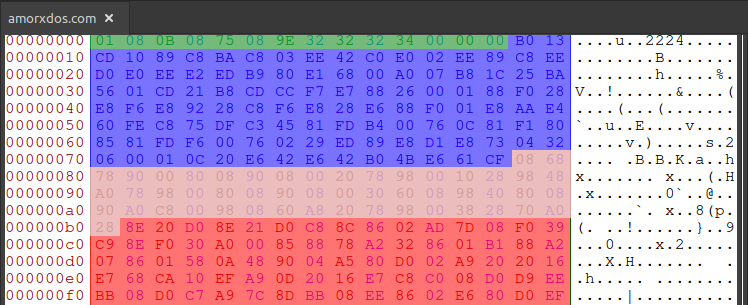 amorxdos.com ×
00000000 01 08 0B 08 75 08 9E 32 32 32 34 00 00 00 B0 13 ....u..2224.....
00000010 CD 10 89 C8 BA C8 03 EE 42 C0 E0 02 EE 89 C8 EE ........B.......
00000020 D0 E0 EE E2 ED B9 80 E1 68 00 A0 07 B8 1C 25 BA ........h.....%.
00000030 56 01 CD 21 B8 CD CC F7 E7 88 26 00 01 88 F0 28 V..!......&....(
00000040 E8 F6 E8 92 28 C8 F6 E8 28 E6 88 F0 01 E8 AA E4 ....(...(.......
00000050 60 FE C8 75 DF C3 45 81 FD B4 00 76 0C 81 F1 80 `..u..E....v....
00000060 85 81 FD F6 00 76 02 29 ED 89 E8 D1 E8 73 04 32 .....v.).....s.2
00000070 06 00 01 0C 20 E6 42 E6 42 B0 4B E6 61 CF 08 68 .... .B.B.K.a..h
00000080 78 90 00 80 08 90 08 00 20 78 98 00 10 28 98 48 x....... x...(.H
00000090 A0 78 98 00 80 08 00 08 00 30 60 08 98 40 80 08 .x.......0`..@..
000000a0 90 A0 C8 00 98 08 60 A8 20 78 98 00 38 28 70 A0 ......`. x..8(p.
000000b0 28 8E 20 D0 8E 21 D0 C8 8C 86 02 AD 7D 08 F0 39 (. ..!......}..9
000000c0 C9 8E F0 30 A0 00 85 88 78 A2 32 86 01 B1 88 A2 ...0....x.2.....
000000d0 07 86 01 58 0A 48 90 04 A5 80 D0 02 A9 20 20 16 ...X.H.......  .
000000e0 E7 68 CA 10 EF A9 0D 20 16 E7 C8 C0 08 D0 D9 EE .h..... ........
000000f0 BB 08 D0 C7 A9 7C 8D BB 08 EE 86 02 E6 80 D0 EF .....|..........